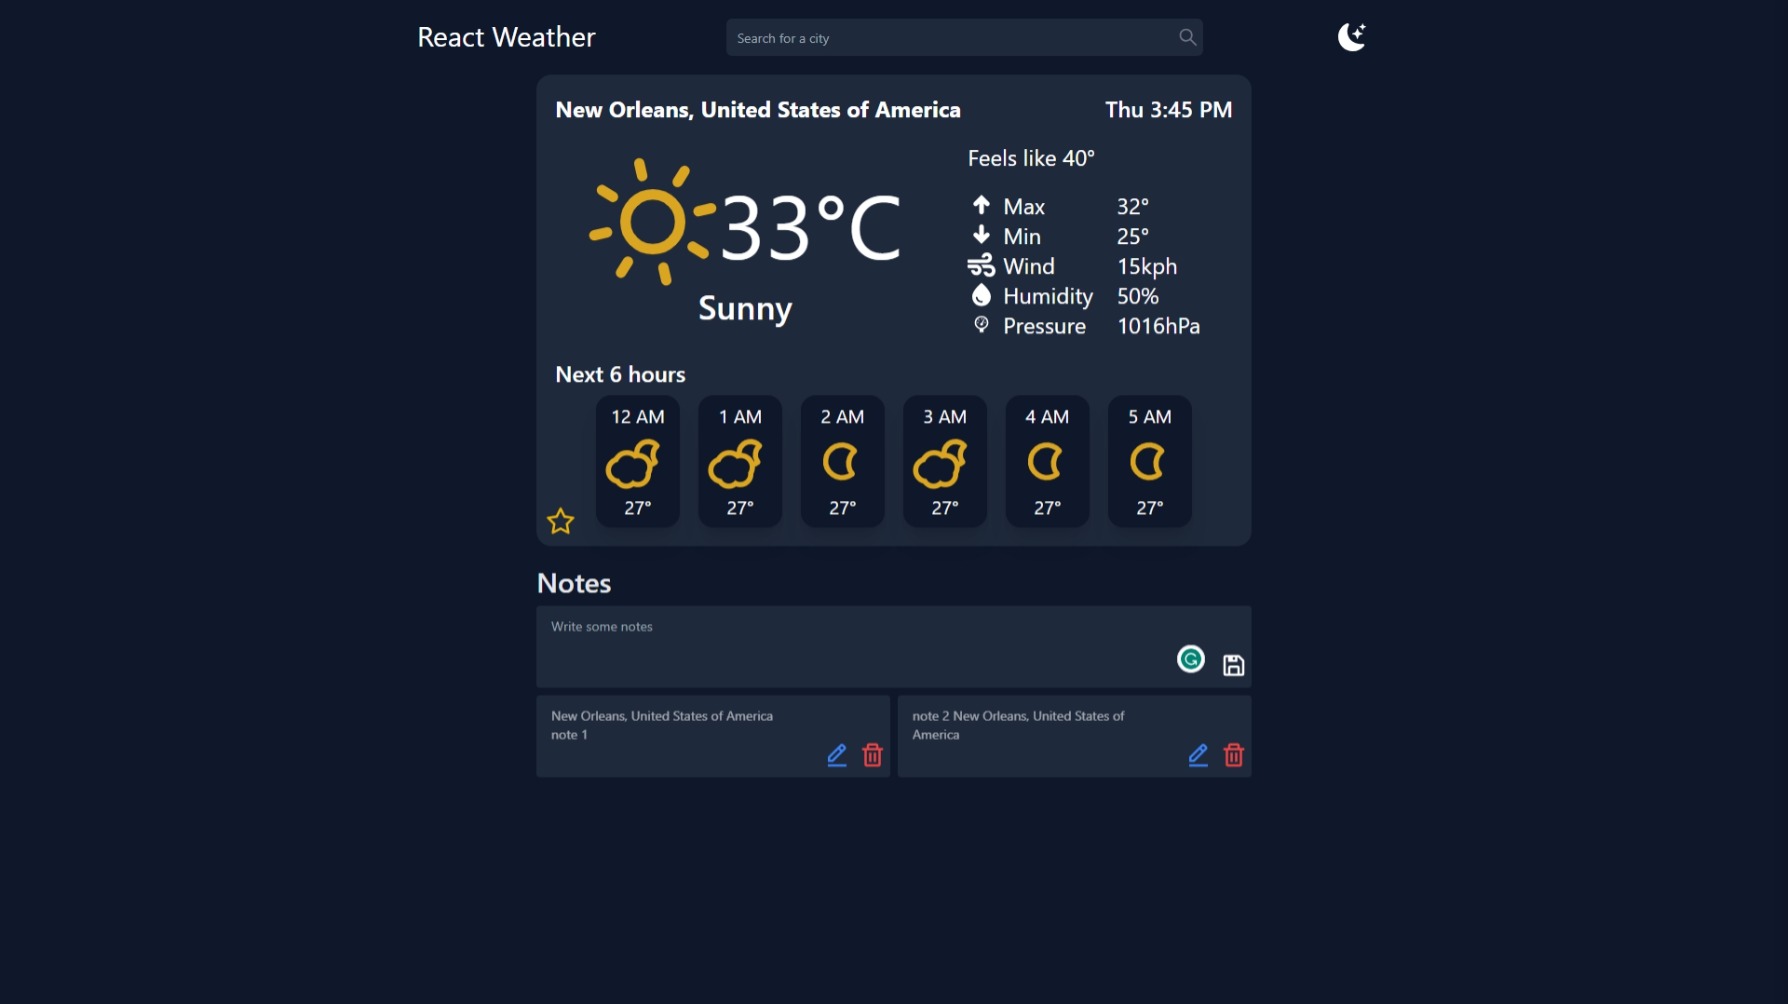 React Weather
Search for a city
New Orleans, United States of America
Thu 3:45 PM
Feels like 40°
33°C
Sunny
Max 32°
Min 25°
Wind 15kph
Humidity 50%
Pressure 1016hPa
Next 6 hours
12 AM 1 AM 2 AM 3 AM 4 AM 5 AM
27° 27° 27° 27° 27° 27°
Notes
Write some notes
New Orleans, United States of America
note 1
note 2 New Orleans, United States of
America